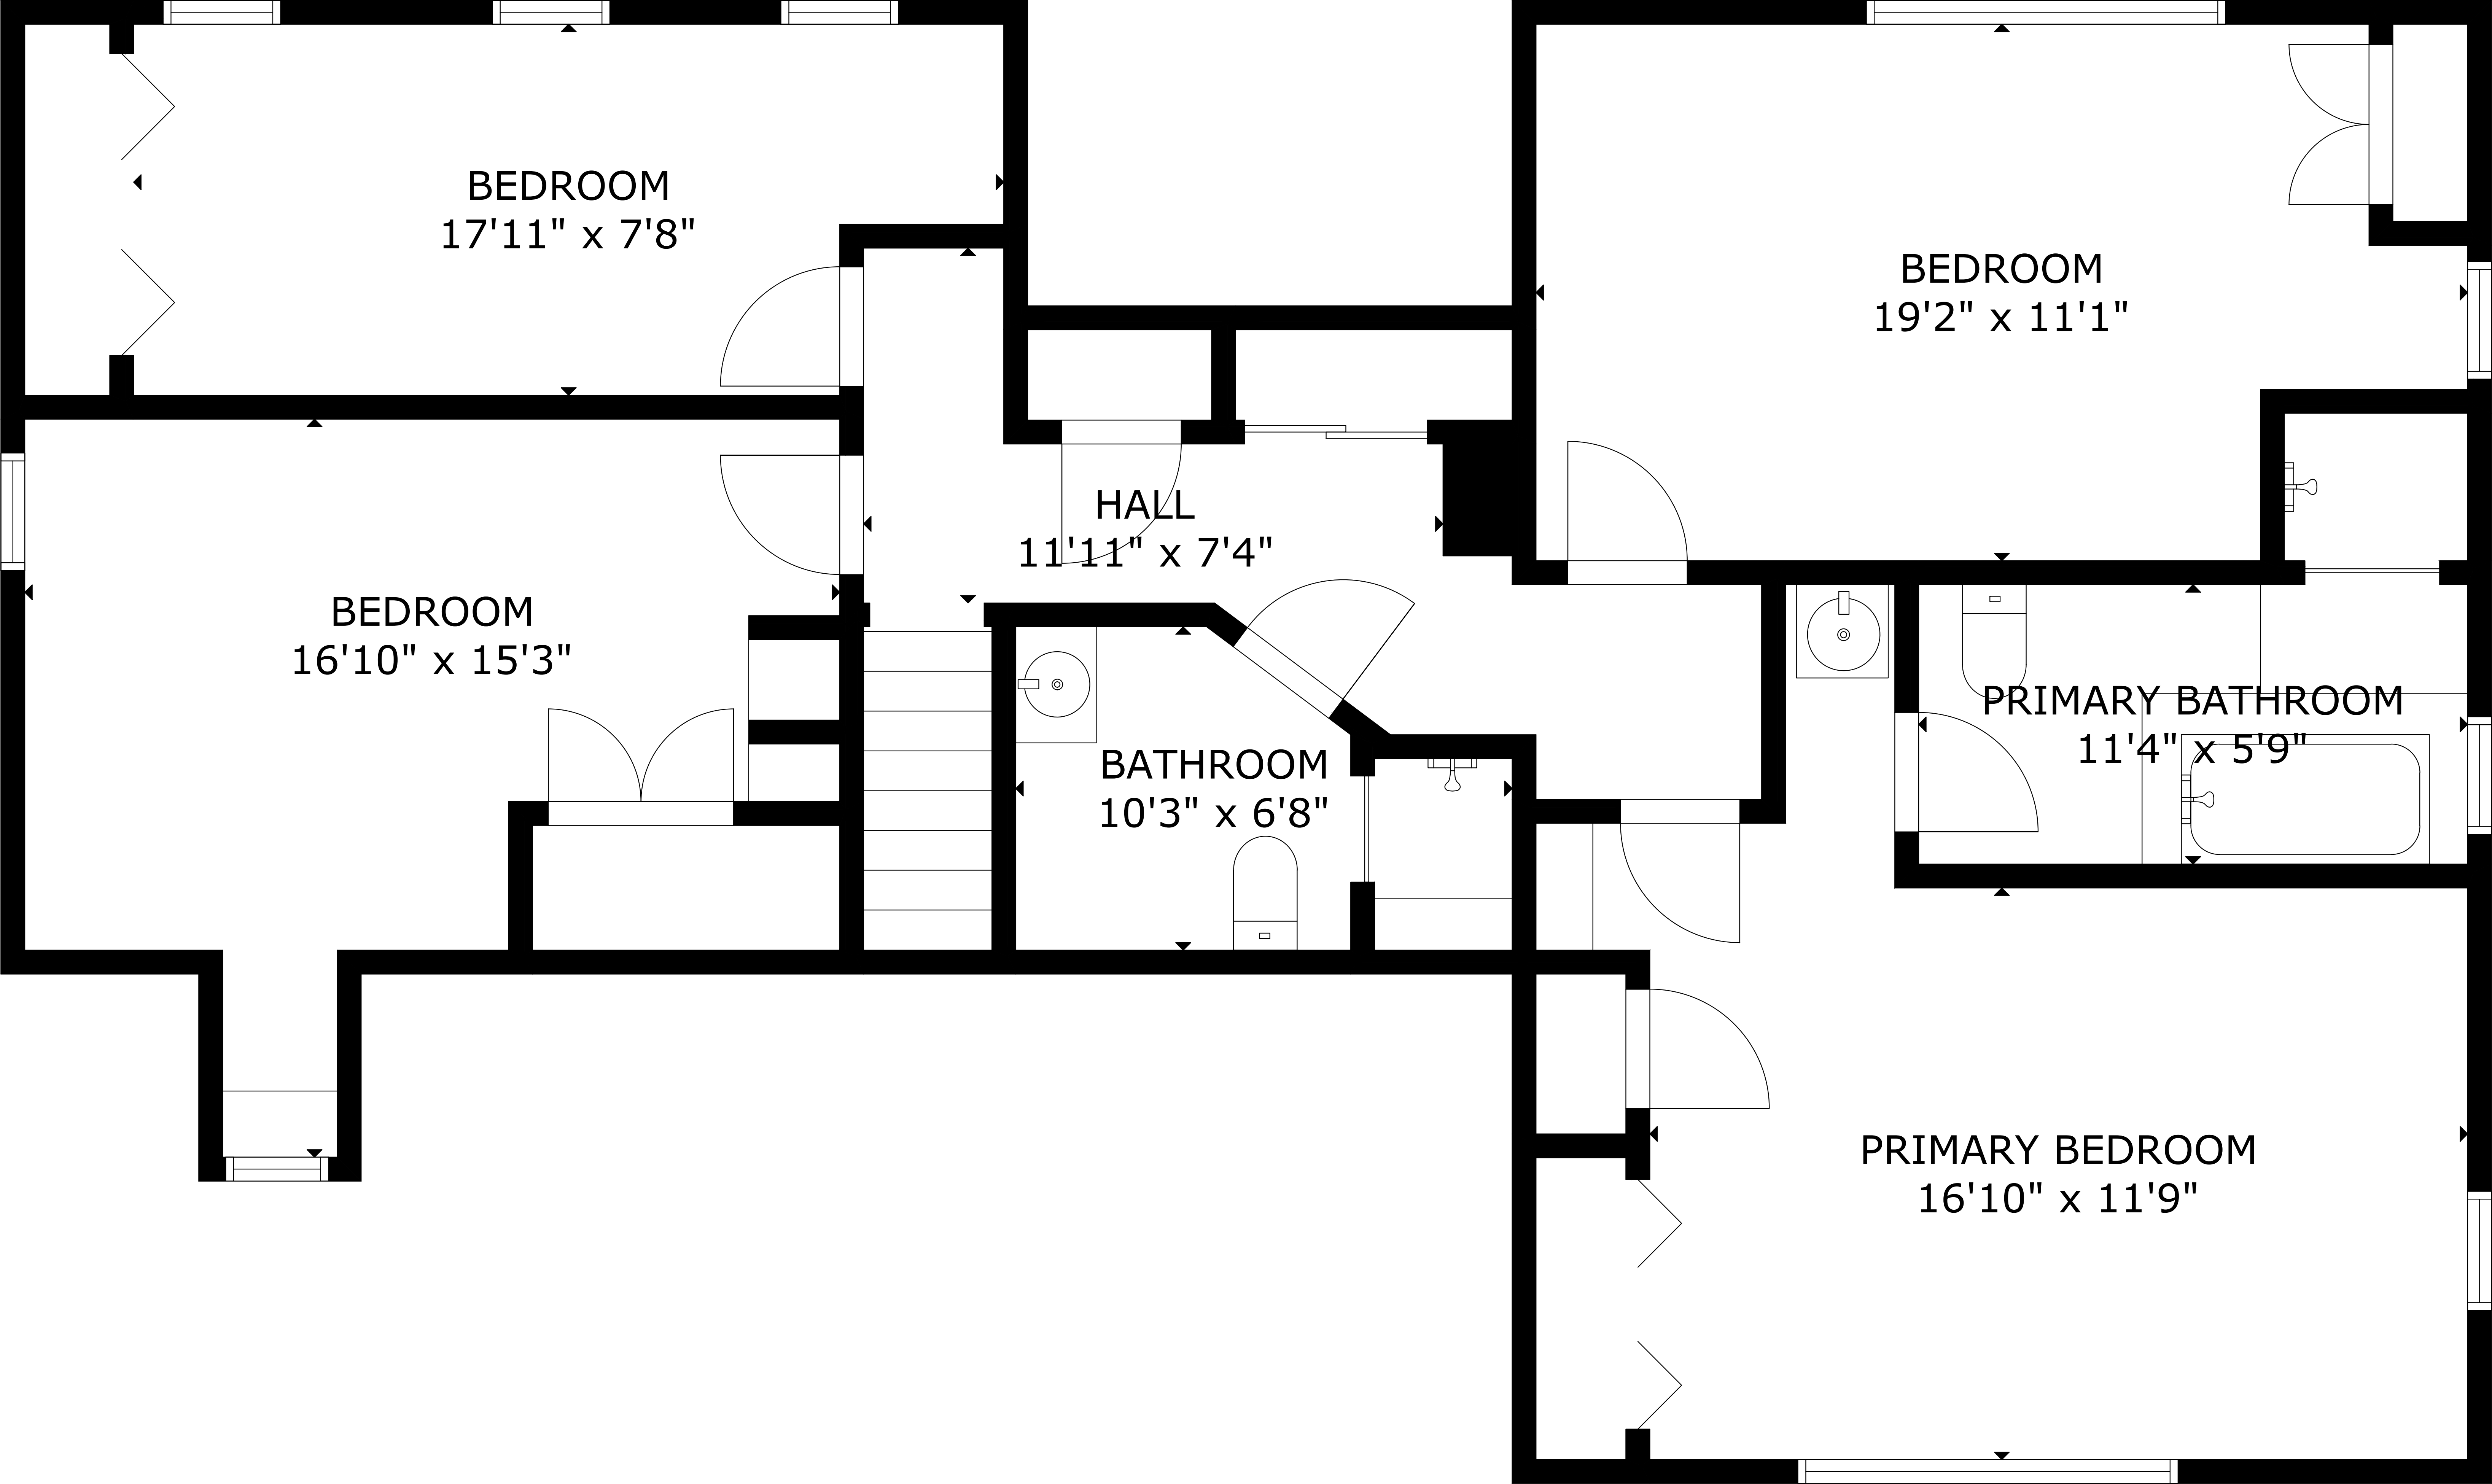 BEDROOM
17'11" x 7'8"
BEDROOM
19'2" x 11'1"
HALL
11'11" x 7'4"
BEDROOM
16'10" x 15'3"
PRIMARY BATHROOM
11'4" x 5'9"
BATHROOM
10'3" x 6'8"
PRIMARY BEDROOM
16'10" x 11'9"